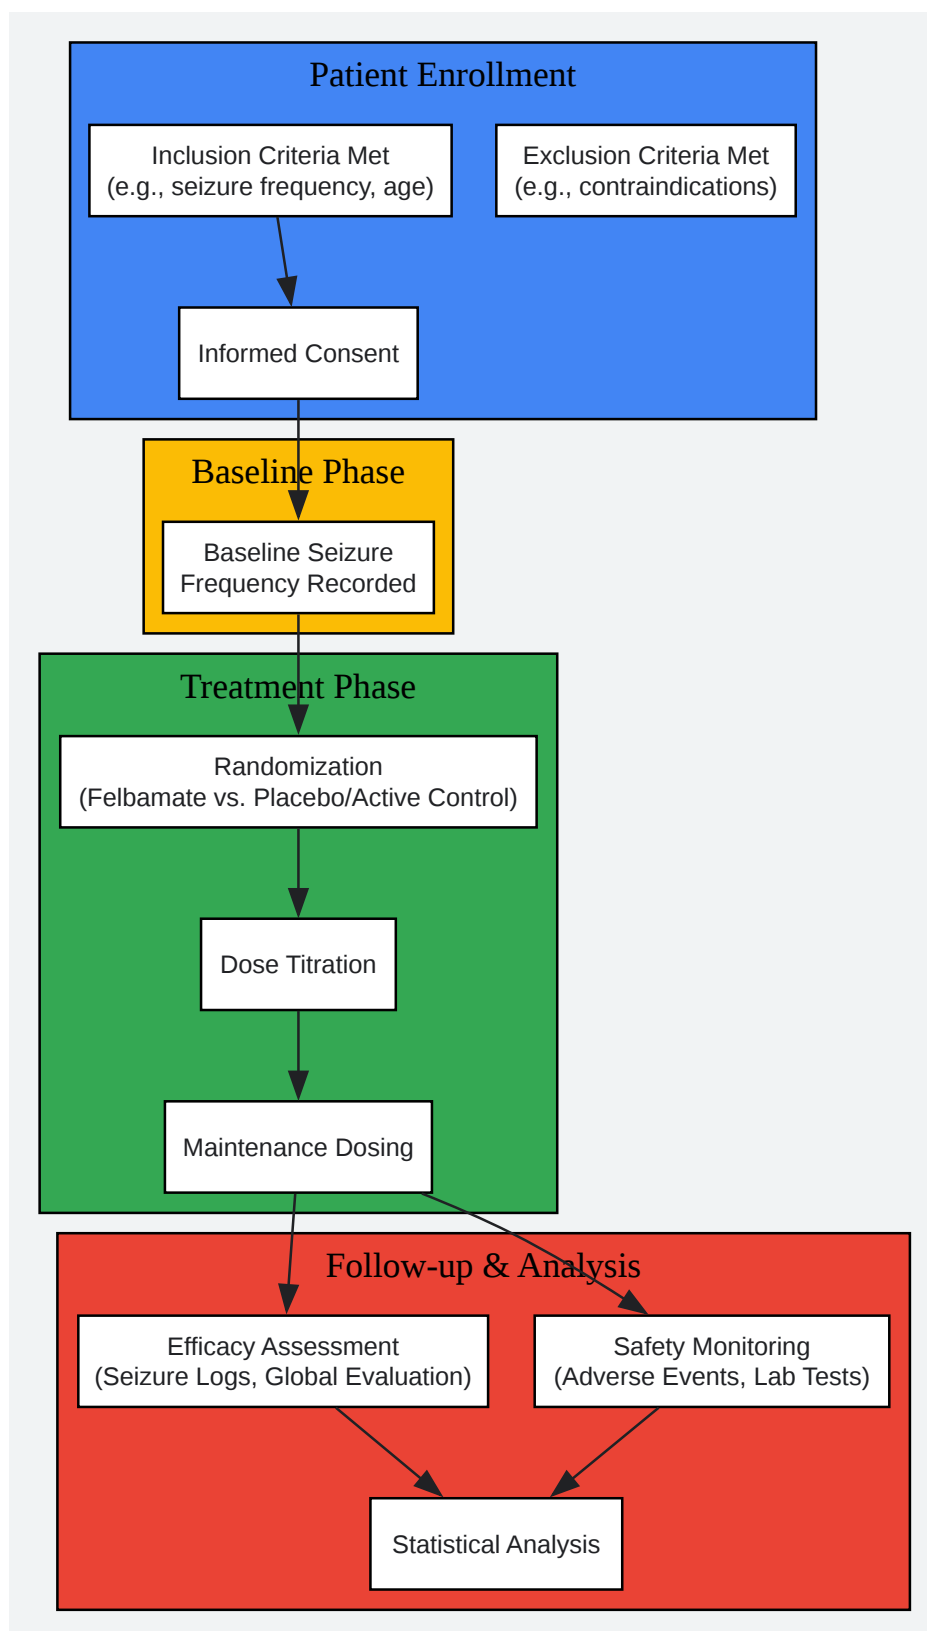 Patient Enrollment
Inclusion Criteria Met
(e.g., seizure frequency, age)
Exclusion Criteria Met
(e.g., contraindications)
Informed Consent
Baseline Phase
Baseline Seizure
Frequency Recorded
Treatment Phase
Randomization
(Felbamate vs. Placebo/Active Control)
Dose Titration
Maintenance Dosing
Follow-up & Analysis
Efficacy Assessment
(Seizure Logs, Global Evaluation)
Safety Monitoring
(Adverse Events, Lab Tests)
Statistical Analysis